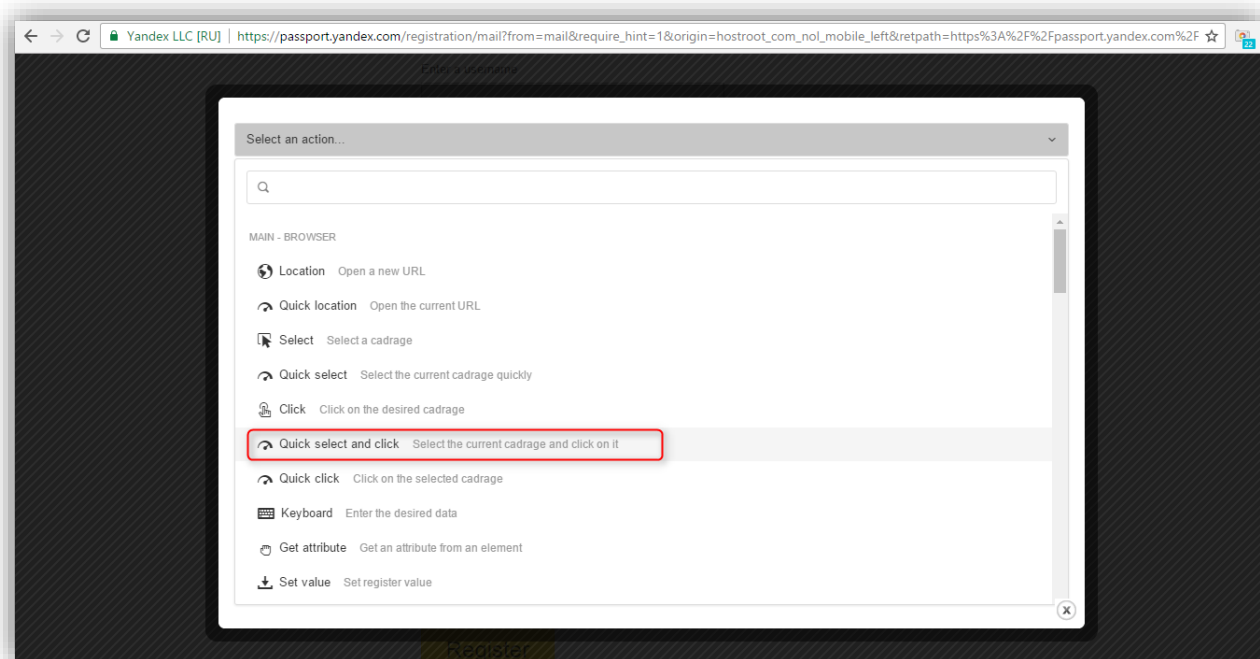 Yandex LLC [RU] | https://passport.yandex.com/registration/mail?from=mail&require_hint=1&origin=hostroot_com_nol_mobile_left&retpath=https%3A%2F%2Fpassport.yandex.com%2F
22
Enter a username
Select an action...
MAIN - BROWSER
Location Open a new URL
Quick location Open the current URL
Select Select a cadrage
Quick select Select the current cadrage quickly
Click Click on the desired cadrage
Quick select and click Select the current cadrage and click on it
Quick click Click on the selected cadrage
Keyboard Enter the desired data
Get attribute Get an attribute from an element
Set value Set register value
x
Register